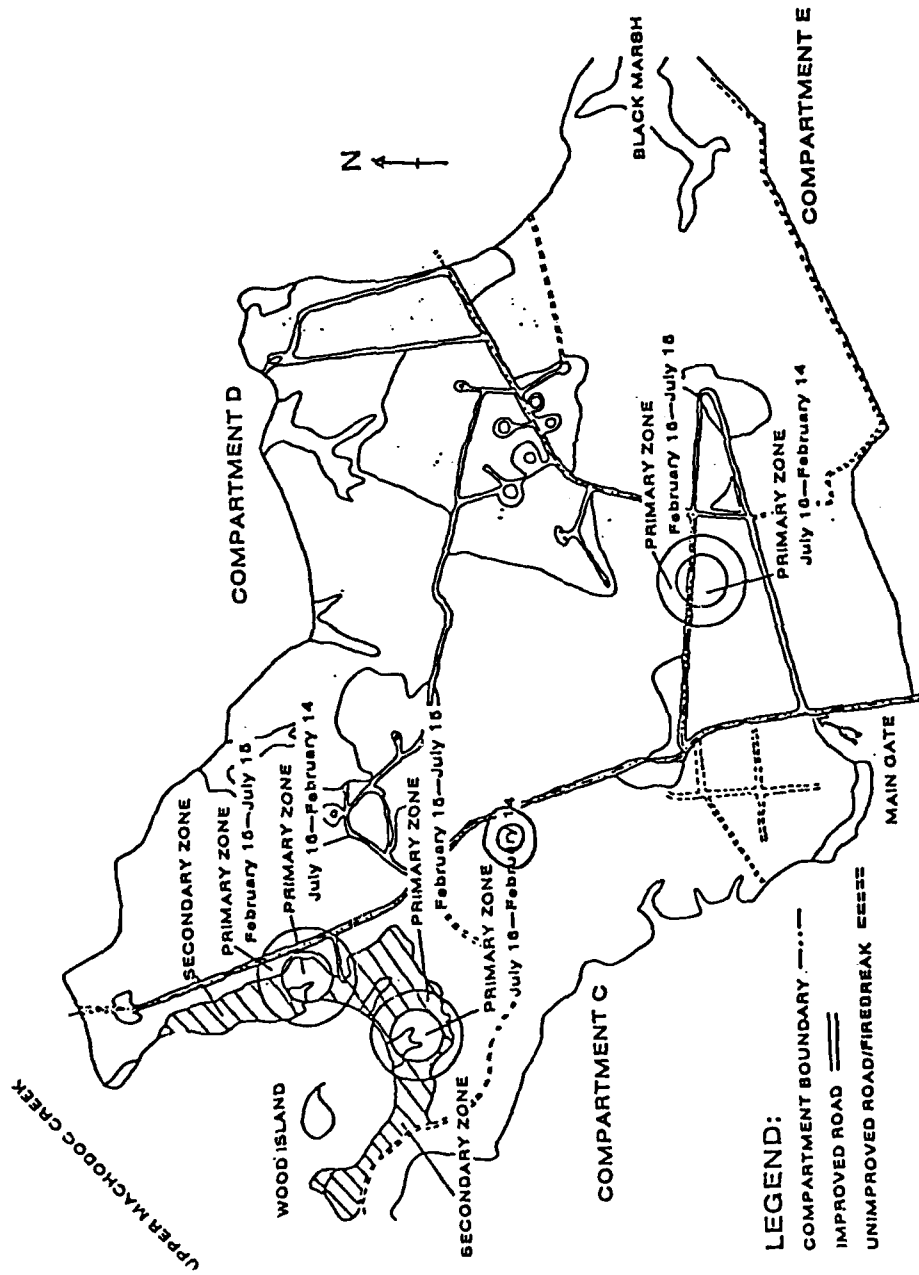 UPPER MACHODOC CREEK
WOOD ISLAND
SECONDARY ZONE
PRIMARY ZONE
February 15—July 15
PRIMARY ZONE
July 16—February 14
COMPARTMENT D
N
BLACK MARSH
PRIMARY ZONE
February 15—July 15
PRIMARY ZONE
July 16—February 14
SECONDARY ZONE
PRIMARY ZONE
February 15—July 15
PRIMARY ZONE
July 16—February 14
COMPARTMENT C
MAIN GATE
COMPARTMENT E
LEGEND:
COMPARTMENT BOUNDARY
IMPROVED ROAD
UNIMPROVED ROAD/FIREBREAK